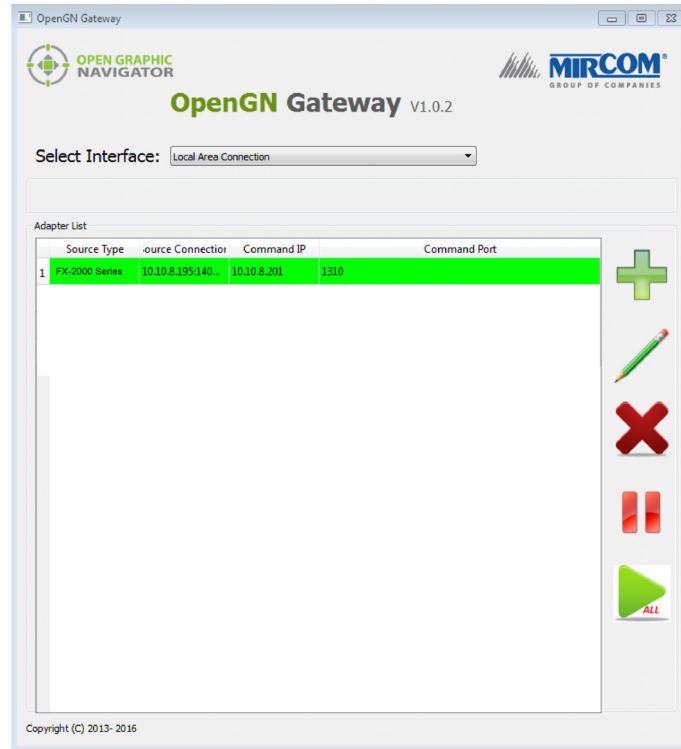 OpenGN Gateway
OPEN GRAPHIC
NAVIGATOR
MIRCOM®
GROUP OF COMPANIES
OpenGN Gateway V1.0.2
Select Interface: Local Area Connection
Adapter List
Source Type ource Connection Command IP Command Port
1 FX-2000 Series 10.10.8.195:140... 10.10.8.201 1310
ALL
Copyright (C) 2013- 2016